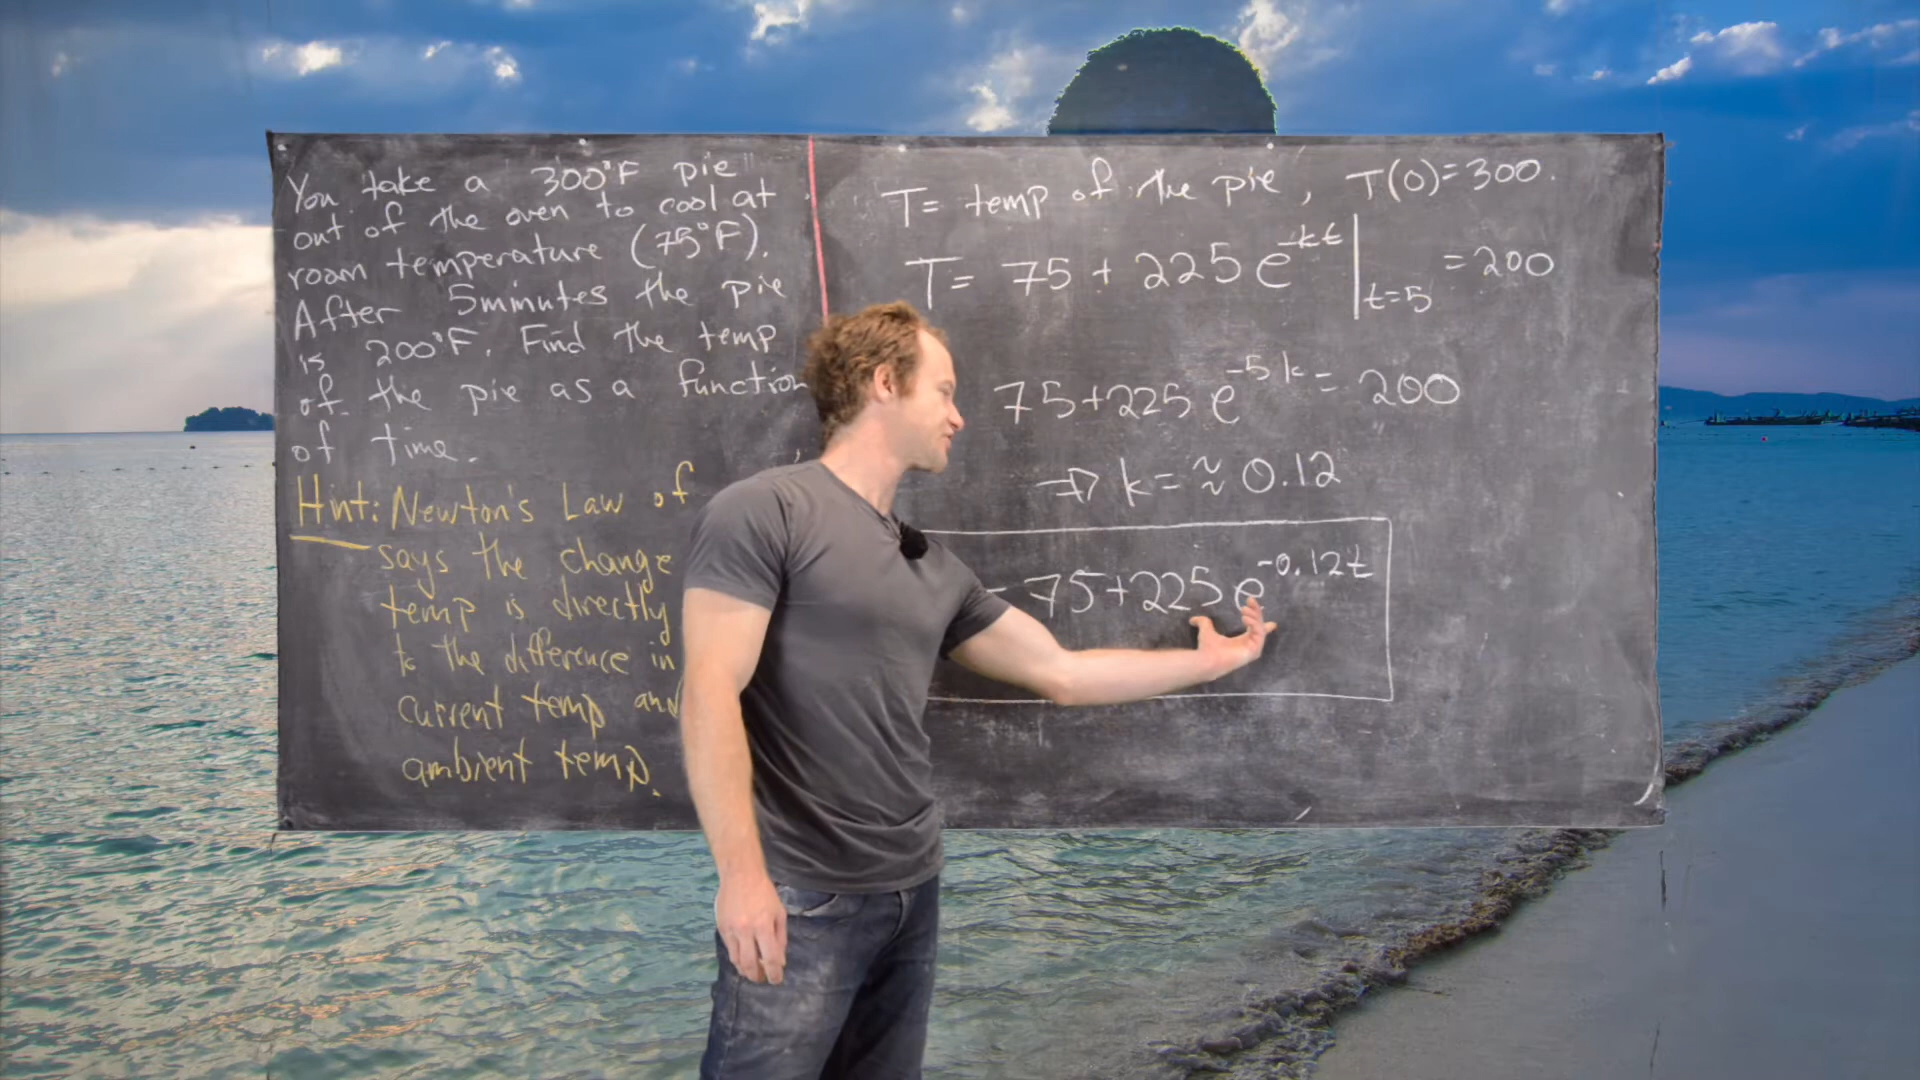 You take a 300°F pie
out of the oven to cool at
room temperature (75°F).
After 5 minutes the pie
is 200°F. Find the temp
of the pie as a function
of time.
Hint: Newton's Law of
says the change
temp is directly
to the difference in
current temp and
ambient temp.
T= temp of the pie, T(0)=300.
T= 75 + 225 e^{-kt} |_{t=5} = 200
75+225 e^{-5k} = 200
⇒ k = ≈ 0.12
= 75+225 e^{-0.12t}